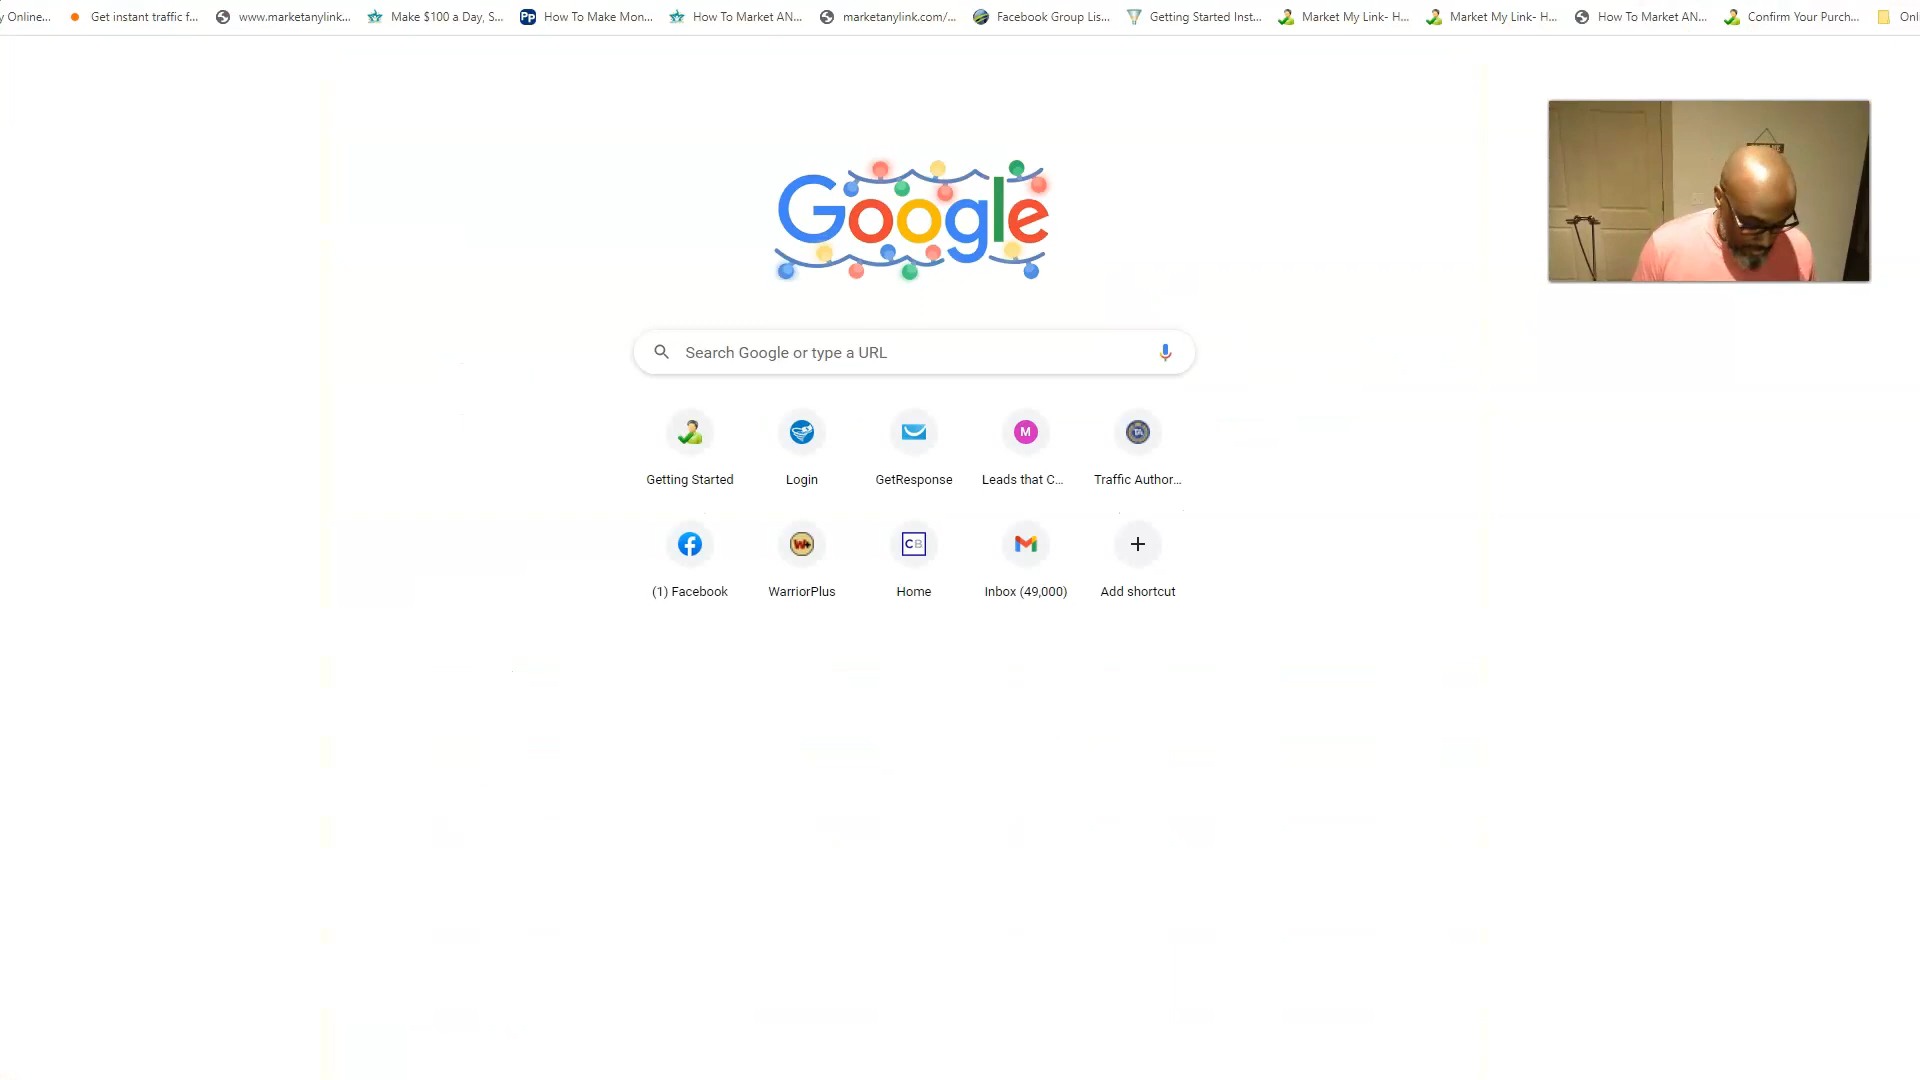 y Online...
Get instant traffic f...
www.marketanylink...
Make $100 a Day, S...
How To Make Mon...
How To Market AN...
marketanylink.com/...
Facebook Group Lis...
Getting Started Inst...
Market My Link- H...
Market My Link- H...
How To Market AN...
Confirm Your Purch...
Onl
Google
Search Google or type a URL
Getting Started
Login
GetResponse
Leads that C...
Traffic Author...
(1) Facebook
WarriorPlus
Home
Inbox (49,000)
Add shortcut